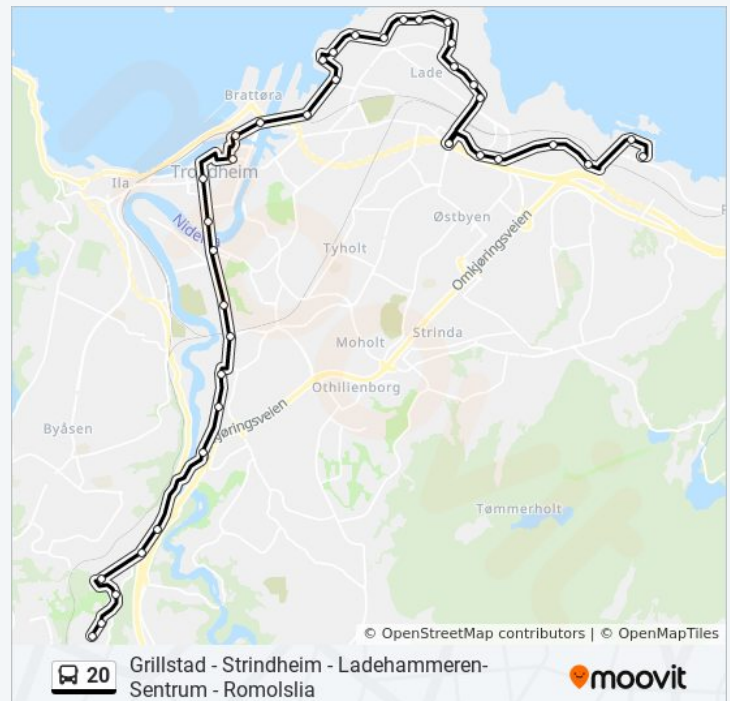 Lade
Brattøra
Ila
Trondheim
Nidelva
Østbyen
Tyholt
Omkjøringsveien
Strinda
Moholt
Othilienborg
jøringsveien
Byåsen
Tømmerholt
© OpenStreetMap contributors | © OpenMapTiles
20
Grillstad - Strindheim - Ladehammeren-
Sentrum - Romolslia
moovit